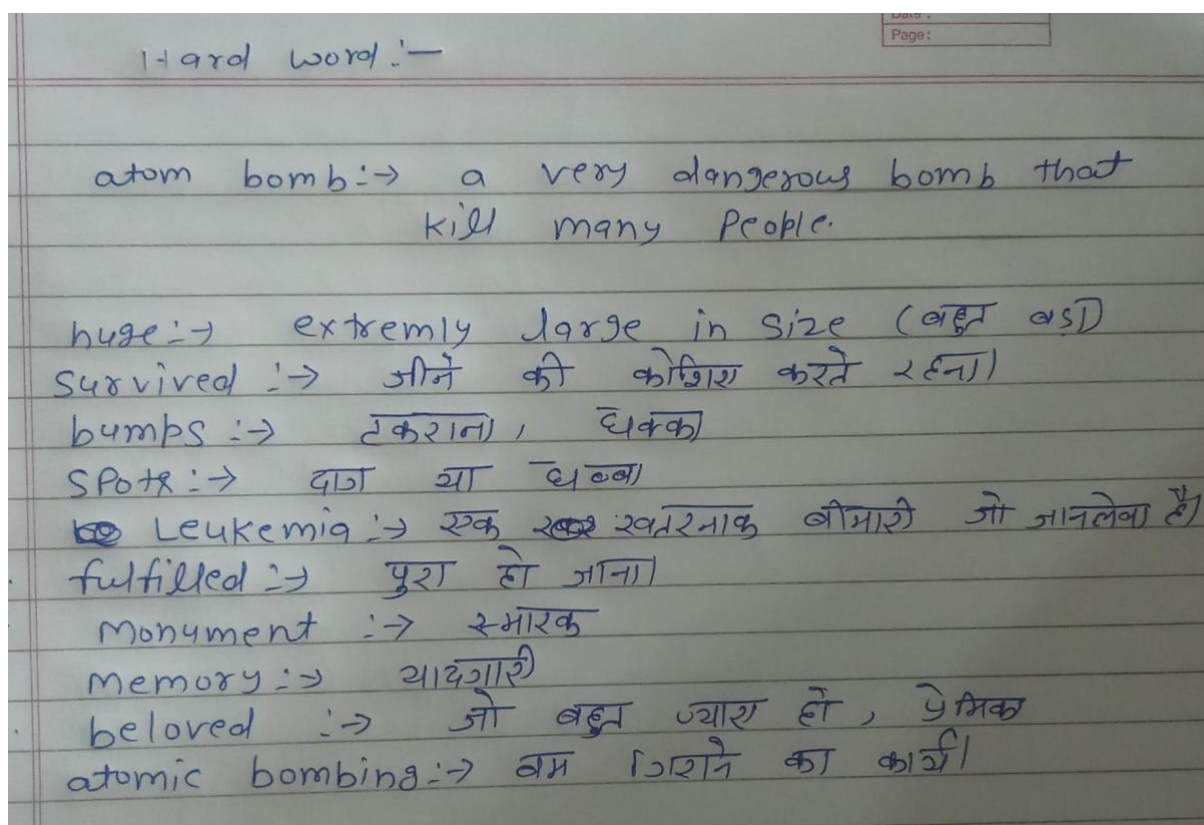 Date :
Page:
Hard word :-
atom bomb :→ a very dangerous bomb that
kill many People.
huge :→ extremly large in size (बहुत बडा)
survived :→ जीने की कोशिश करते रहना।
bumps :→ टकराना, धक्का
spots :→ दाग या धब्बा
Leukemia :→ एक खतरनाक बीमारी जो जानलेवा है।
fulfilled :→ पुरा हो जाना।
Monument :→ स्मारक
Memory :→ यादगारी
beloved :→ जो बहुत प्यारा हो, प्रेमिका
atomic bombing :→ बम गिराने का कार्य।